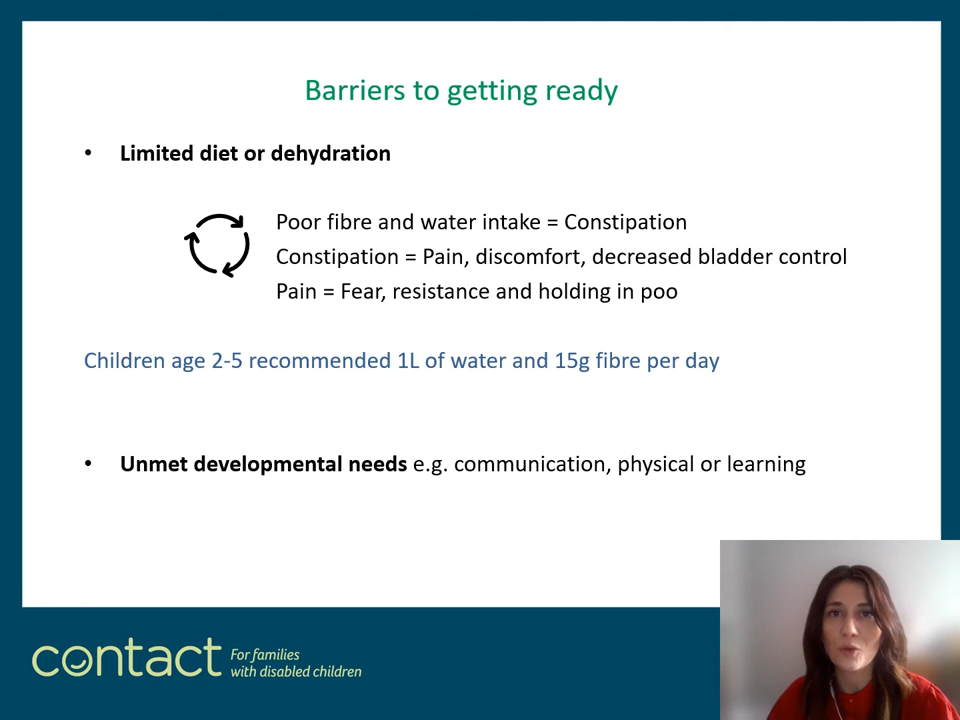 Barriers to getting ready
• Limited diet or dehydration
Poor fibre and water intake = Constipation
Constipation = Pain, discomfort, decreased bladder control
Pain = Fear, resistance and holding in poo
Children age 2-5 recommended 1L of water and 15g fibre per day
• Unmet developmental needs e.g. communication, physical or learning
contact
For families
with disabled children